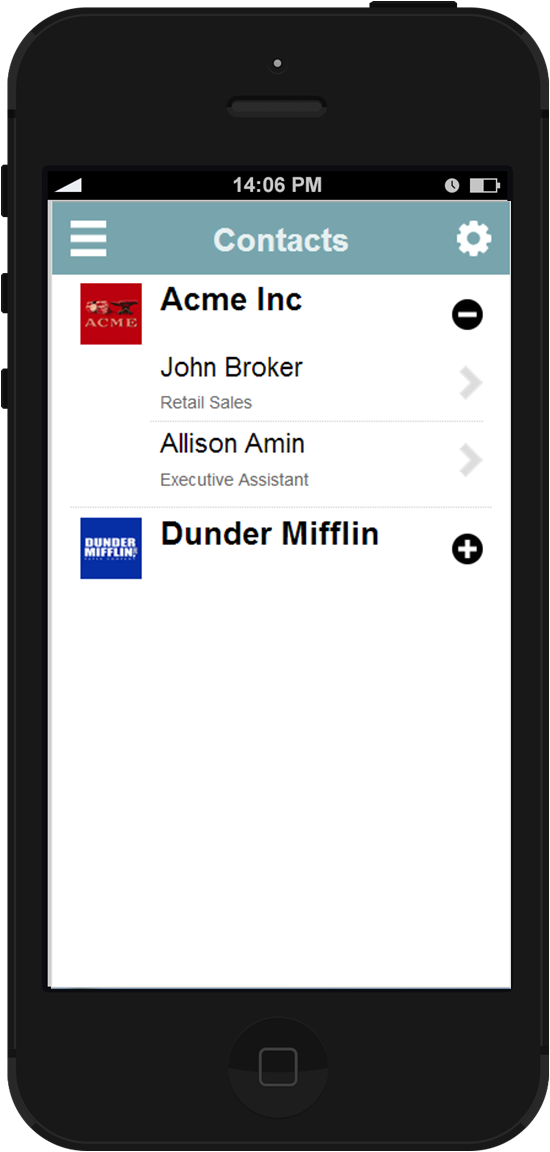 14:06 PM
Contacts
ACME
Acme Inc
John Broker
Retail Sales
Allison Amin
Executive Assistant
DUNDER
MIFFLIN
Dunder Mifflin